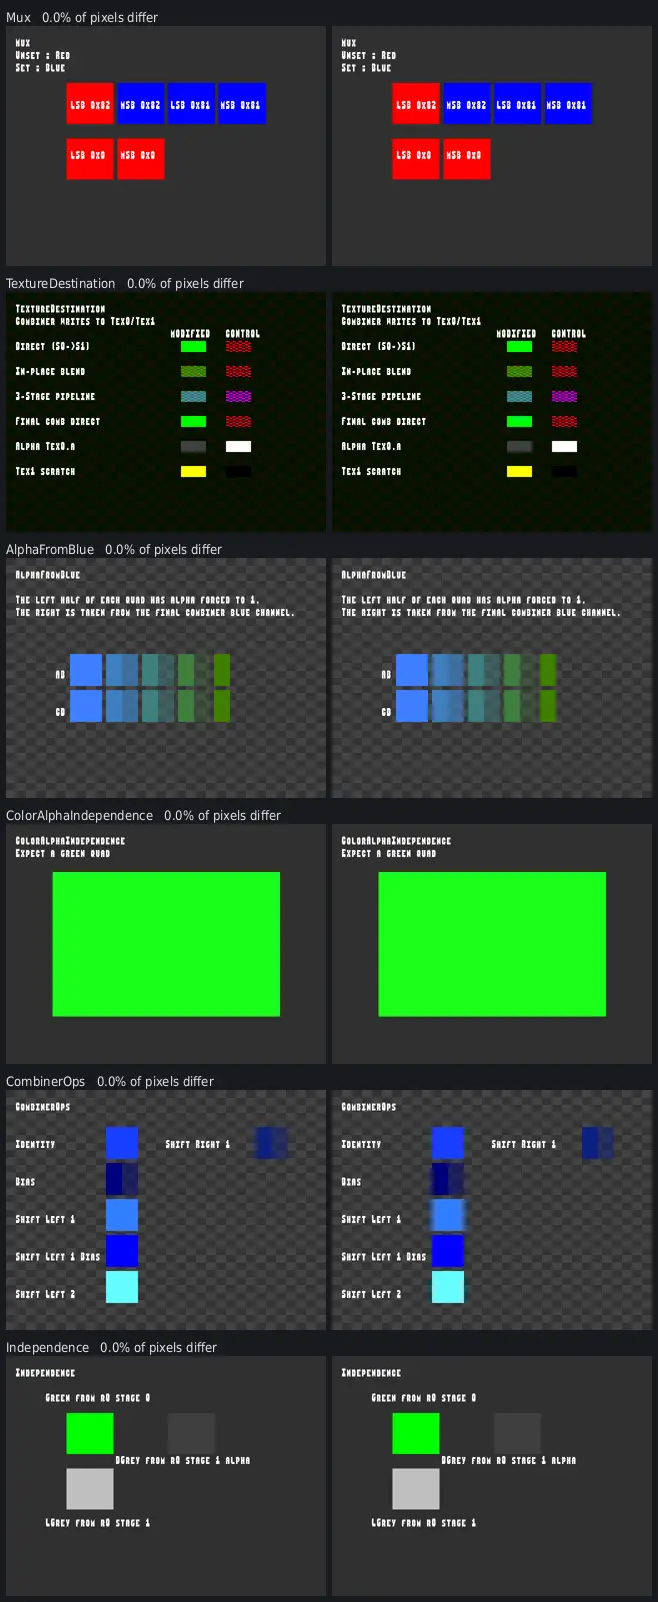 Mux 0.0% of pixels differ
Mux
Unset : Red
Set : Blue
LSB 0x82 MSB 0x82 LSB 0x81 MSB 0x81
LSB 0x0 MSB 0x0
Mux
Unset : Red
Set : Blue
LSB 0x82 MSB 0x82 LSB 0x81 MSB 0x81
LSB 0x0 MSB 0x0
TextureDestination 0.0% of pixels differ
TextureDestination
Combiner writes to Tex0/Tex1
Modified Control
Direct (S0->S1)
In-place blend
3-Stage pipeline
Final comb direct
Alpha Tex0.a
Tex1 scratch
TextureDestination
Combiner writes to Tex0/Tex1
Modified Control
Direct (S0->S1)
In-place blend
3-Stage pipeline
Final comb direct
Alpha Tex0.a
Tex1 scratch
AlphaFromBlue 0.0% of pixels differ
AlphaFromBlue
The left half of each quad has alpha forced to 1.
The right is taken from the final combiner blue channel.
AB
CD
AlphaFromBlue
The left half of each quad has alpha forced to 1.
The right is taken from the final combiner blue channel.
AB
CD
ColorAlphaIndependence 0.0% of pixels differ
ColorAlphaIndependence
Expect a green quad
ColorAlphaIndependence
Expect a green quad
CombinerOps 0.0% of pixels differ
CombinerOps
Identity Shift Right 1
Bias
Shift Left 1
Shift Left 1 Bias
Shift Left 2
CombinerOps
Identity Shift Right 1
Bias
Shift Left 1
Shift Left 1 Bias
Shift Left 2
Independence 0.0% of pixels differ
Independence
Green from r0 stage 0
DGrey from r0 stage 1 alpha
LGrey from r0 stage 1
Independence
Green from r0 stage 0
DGrey from r0 stage 1 alpha
LGrey from r0 stage 1